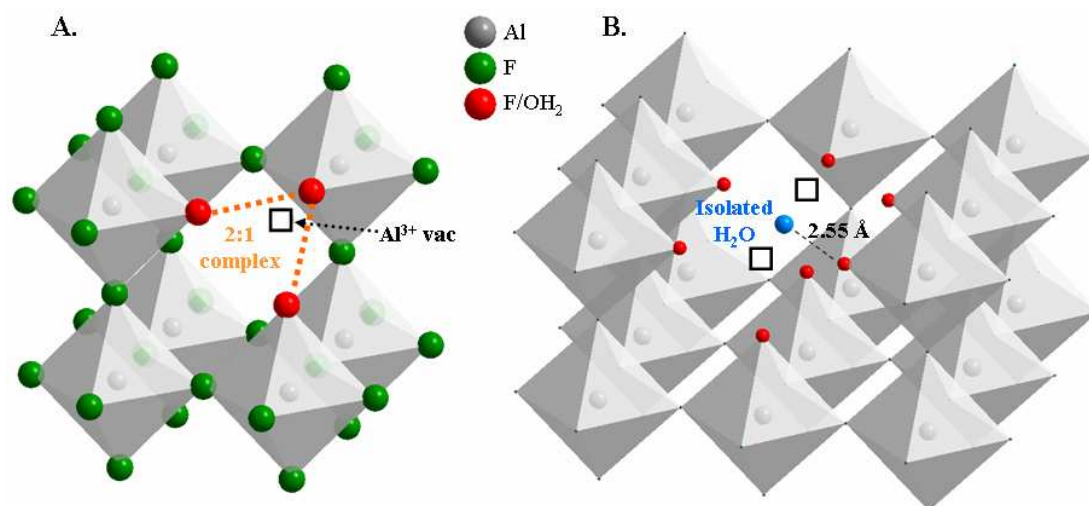 A.
Al
F
F/OH₂
2:1
complex
Al³⁺ vac
B.
Isolated
H₂O
2.55 Å